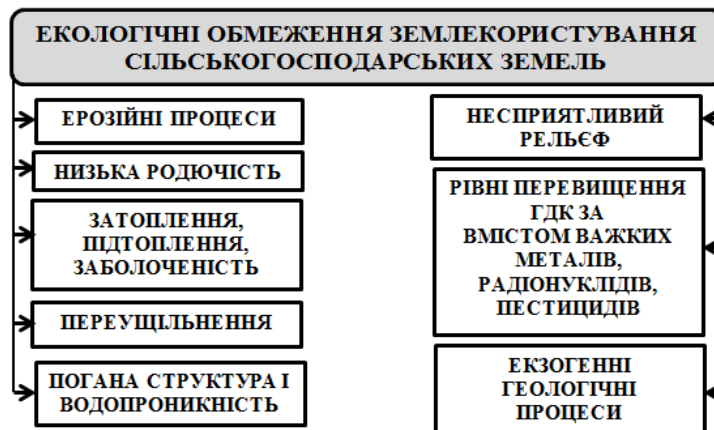 ЕКОЛОГІЧНІ ОБМЕЖЕННЯ ЗЕМЛЕКОРИСТУВАННЯ
СІЛЬСЬКОГОСПОДАРСЬКИХ ЗЕМЕЛЬ
ЕРОЗІЙНІ ПРОЦЕСИ
НИЗЬКА РОДЮЧІСТЬ
ЗАТОПЛЕННЯ,
ПІДТОПЛЕННЯ,
ЗАБОЛОЧЕНІСТЬ
ПЕРЕУЩІЛЬНЕННЯ
ПОГАНА СТРУКТУРА І
ВОДОПРОНИКНІСТЬ
НЕСПРИЯТЛИВИЙ
РЕЛЬЄФ
РІВНІ ПЕРЕВИЩЕННЯ
ГДК ЗА
ВМІСТОМ ВАЖКИХ
МЕТАЛІВ,
РАДІОНУКЛІДІВ,
ПЕСТИЦИДІВ
ЕКЗОГЕННІ
ГЕОЛОГІЧНІ
ПРОЦЕСИ